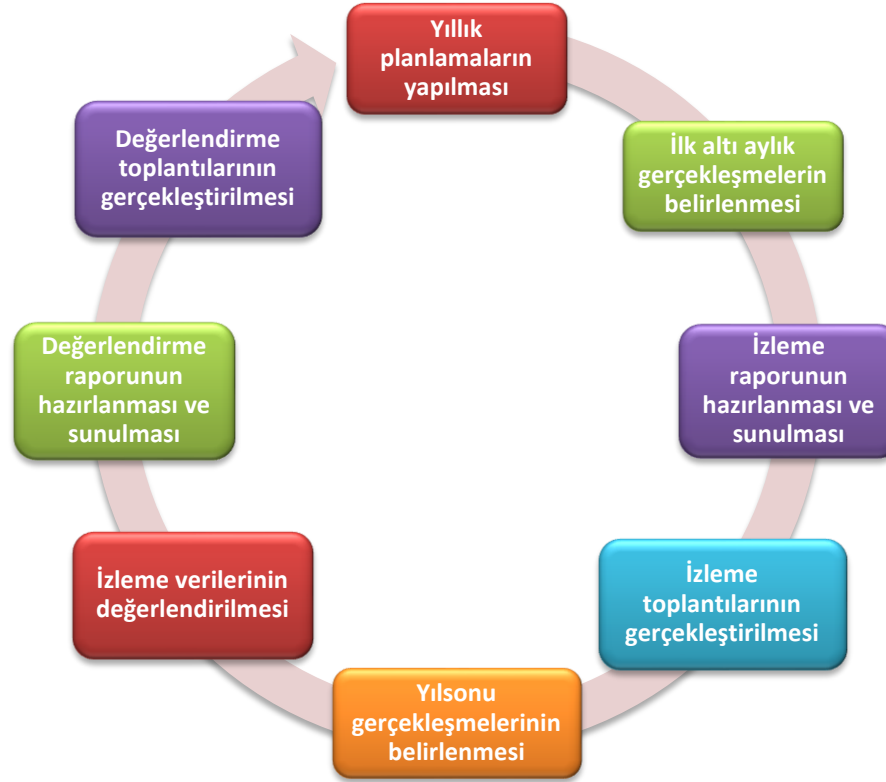 Yıllık
planlamaların
yapılması
İlk altı aylık
gerçekleşmelerin
belirlenmesi
İzleme
raporunun
hazırlanması ve
sunulması
İzleme
toplantılarının
gerçekleştirilmesi
Yılsonu
gerçekleşmelerinin
belirlenmesi
İzleme verilerinin
değerlendirilmesi
Değerlendirme
raporunun
hazırlanması ve
sunulması
Değerlendirme
toplantılarının
gerçekleştirilmesi